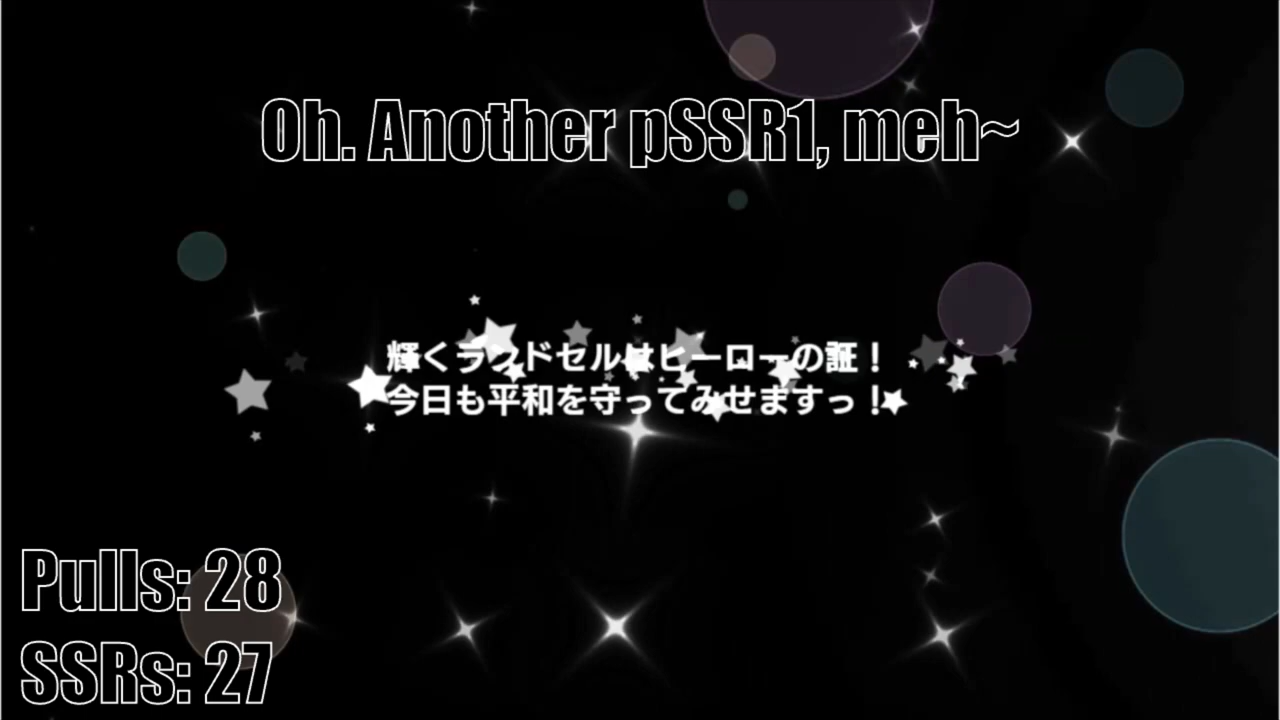 Oh. Another pSSR1, meh~
輝くランドセルはヒーローの証！
今日も平和を守ってみせますっ！
Pulls: 28
SSRs: 27